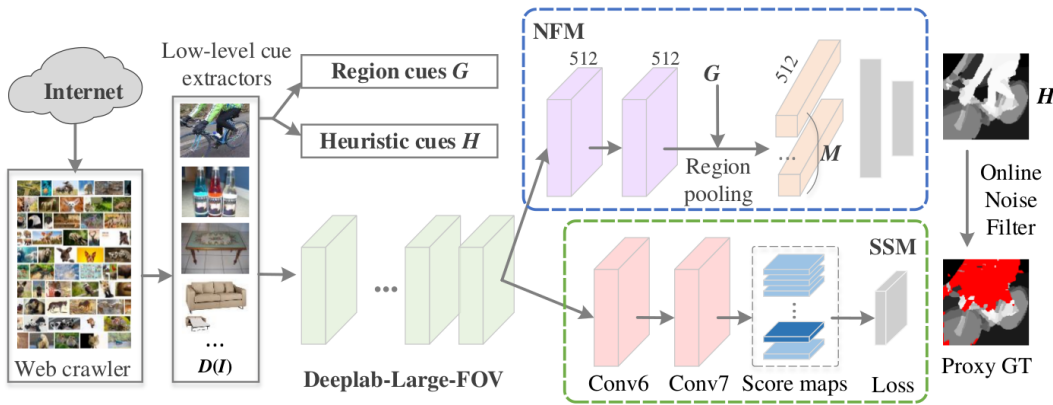 Internet
Web crawler
Low-level cue
extractors
...
D(I)
Region cues G
Heuristic cues H
...
Deeplab-Large-FOV
NFM
512
512
G
Region
pooling
512
...
M
SSM
Conv6
Conv7
Score maps
Loss
H
Online
Noise
Filter
Proxy GT